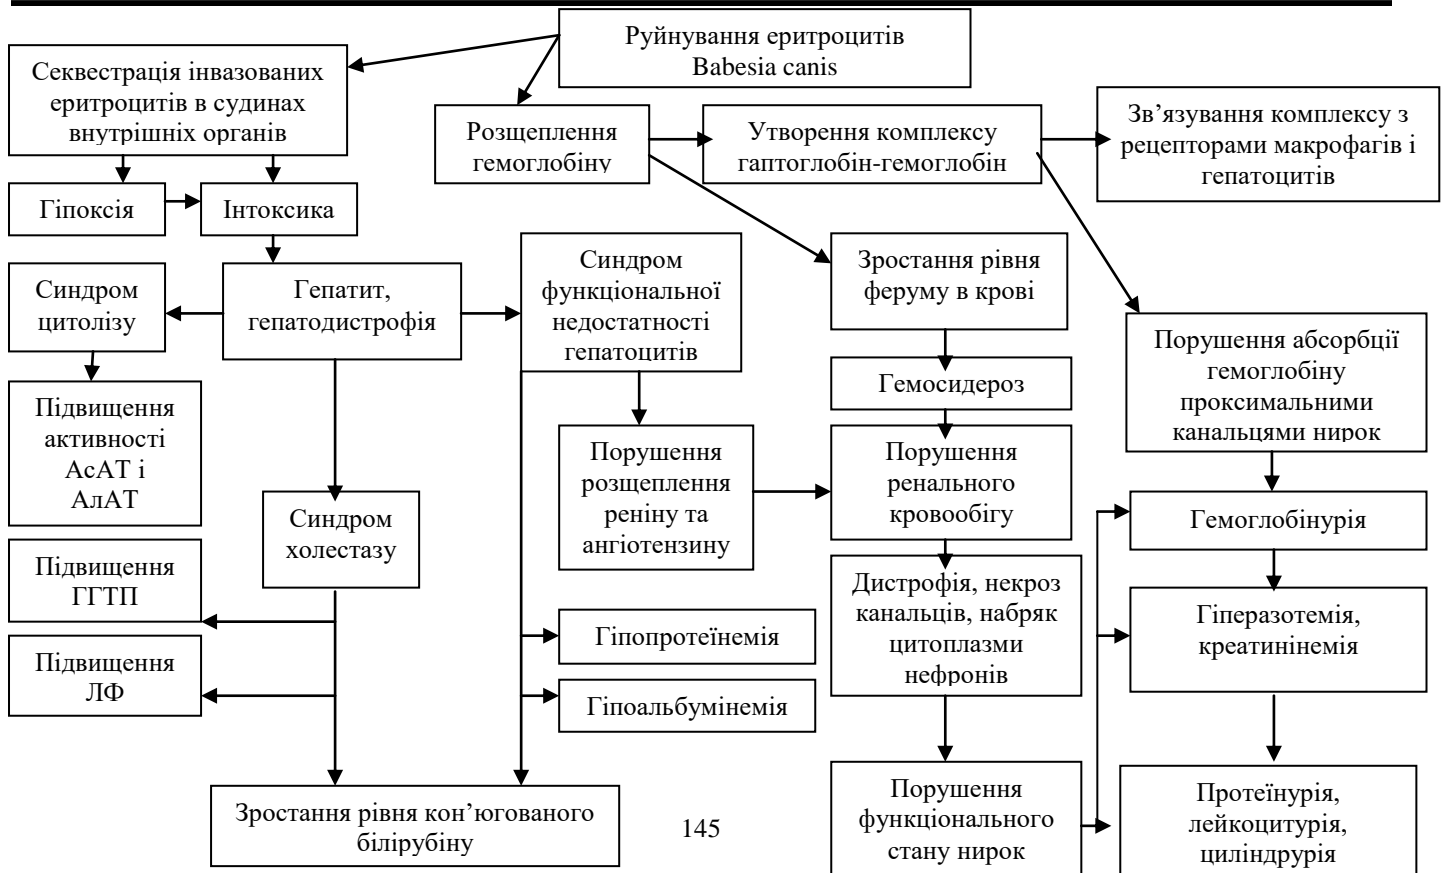 Руйнування еритроцитів
Babesia canis
Секвестрація інвазованих
еритроцитів в судинах
внутрішніх органів
Розщеплення
гемоглобіну
Утворення комплексу
гаптоглобін-гемоглобін
Зв’язування комплексу з
рецепторами макрофагів і
гепатоцитів
Гіпоксія
Інтоксика
Синдром
цитолізу
Гепатит,
гепатодистрофія
Синдром
функціональної
недостатності
гепатоцитів
Зростання рівня
феруму в крові
Порушення абсорбції
гемоглобіну
проксимальними
канальцями нирок
Гемосидероз
Підвищення
активності
АсАТ і
АлАТ
Порушення
розщеплення
реніну та
ангіотензину
Порушення
ренального
кровообігу
Синдром
холестазу
Гемоглобінурія
Підвищення
ГГТП
Дистрофія, некроз
канальців, набряк
цитоплазми
нефронів
Гіперазотемія,
креатинінемія
Гіпопротеїнемія
Підвищення
ЛФ
Гіпоальбумінемія
Зростання рівня кон’югованого
білірубіну
145
Порушення
функціонального
стану нирок
Протеїнурія,
лейкоцитурія,
циліндрурія